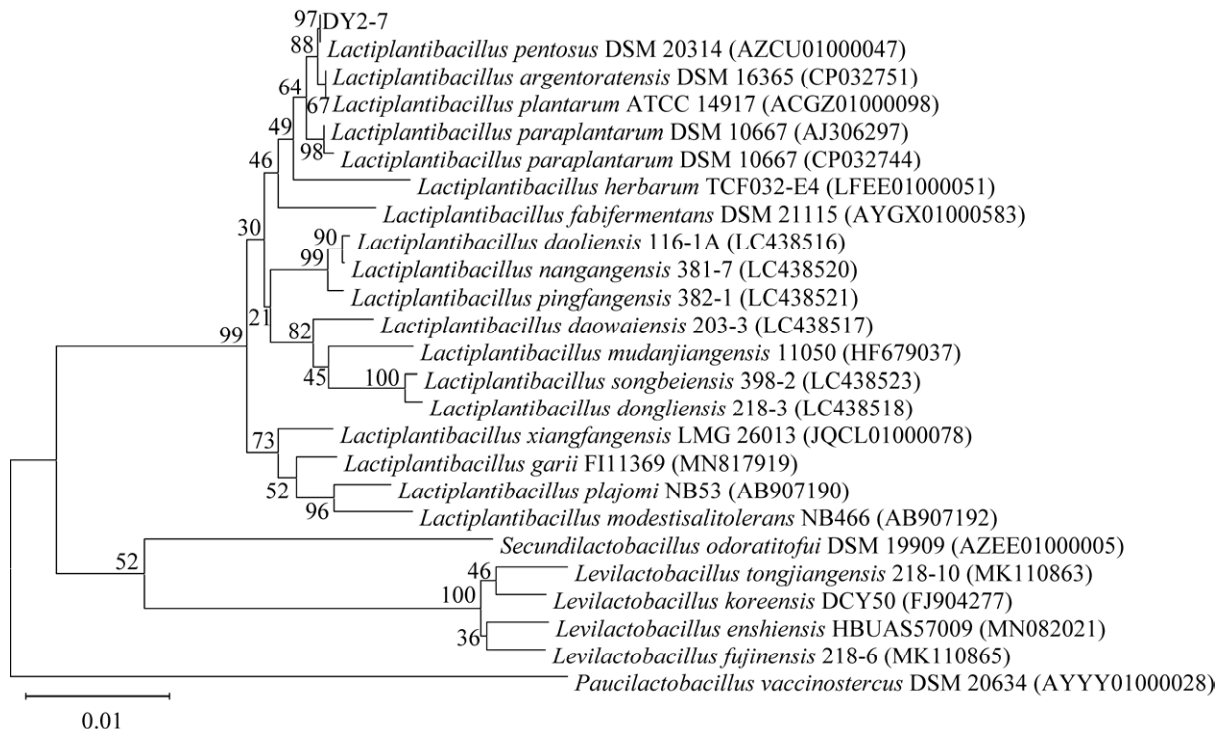 97 DY2-7
88 Lactiplantibacillus pentosus DSM 20314 (AZCU01000047)
Lactiplantibacillus argentoratensis DSM 16365 (CP032751)
64
67 Lactiplantibacillus plantarum ATCC 14917 (ACGZ01000098)
49 Lactiplantibacillus paraplantarum DSM 10667 (AJ306297)
98 Lactiplantibacillus paraplantarum DSM 10667 (CP032744)
46
Lactiplantibacillus herbarum TCF032-E4 (LFEE01000051)
Lactiplantibacillus fabifermentans DSM 21115 (AYGX01000583)
30
90 Lactiplantibacillus daoliensis 116-1A (LC438516)
99 Lactiplantibacillus nangangensis 381-7 (LC438520)
Lactiplantibacillus pingfangensis 382-1 (LC438521)
21
82 Lactiplantibacillus daowaiensis 203-3 (LC438517)
99
Lactiplantibacillus mudanjiangensis 11050 (HF679037)
45 100 Lactiplantibacillus songbeiensis 398-2 (LC438523)
Lactiplantibacillus dongliensis 218-3 (LC438518)
73 Lactiplantibacillus xiangfangensis LMG 26013 (JQCL01000078)
Lactiplantibacillus garii FI11369 (MN817919)
52 Lactiplantibacillus plajomi NB53 (AB907190)
96 Lactiplantibacillus modestisalitolerans NB466 (AB907192)
Secundilactobacillus odoratitofui DSM 19909 (AZEE01000005)
52
46 Levilactobacillus tongjiangensis 218-10 (MK110863)
100 Levilactobacillus koreensis DCY50 (FJ904277)
Levilactobacillus enshiensis HBUAS57009 (MN082021)
36
Levilactobacillus fujinensis 218-6 (MK110865)
Paucilactobacillus vaccinostercus DSM 20634 (AYYY01000028)
0.01